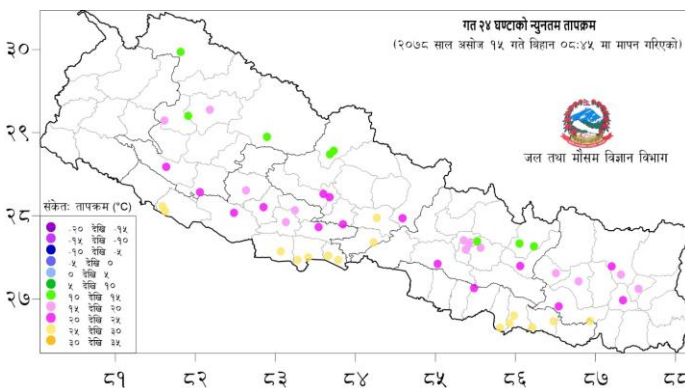 गत २४ घण्टाको न्युनतम तापक्रम
(२०७८ साल असोज १५ गते बिहान ०८:४५ मा मापन गरिएको)
३०
२९
२८
२७
जल तथा मौसम विज्ञान विभाग
संकेतः तापक्रम (°C)
-२० देखि -१५
-१५ देखि -१०
-१० देखि -५
-५ देखि ०
० देखि ५
५ देखि १०
१० देखि १५
१५ देखि २०
२० देखि २५
२५ देखि ३०
३० देखि ३५
८१ ८२ ८३ ८४ ८५ ८६ ८७ ८८